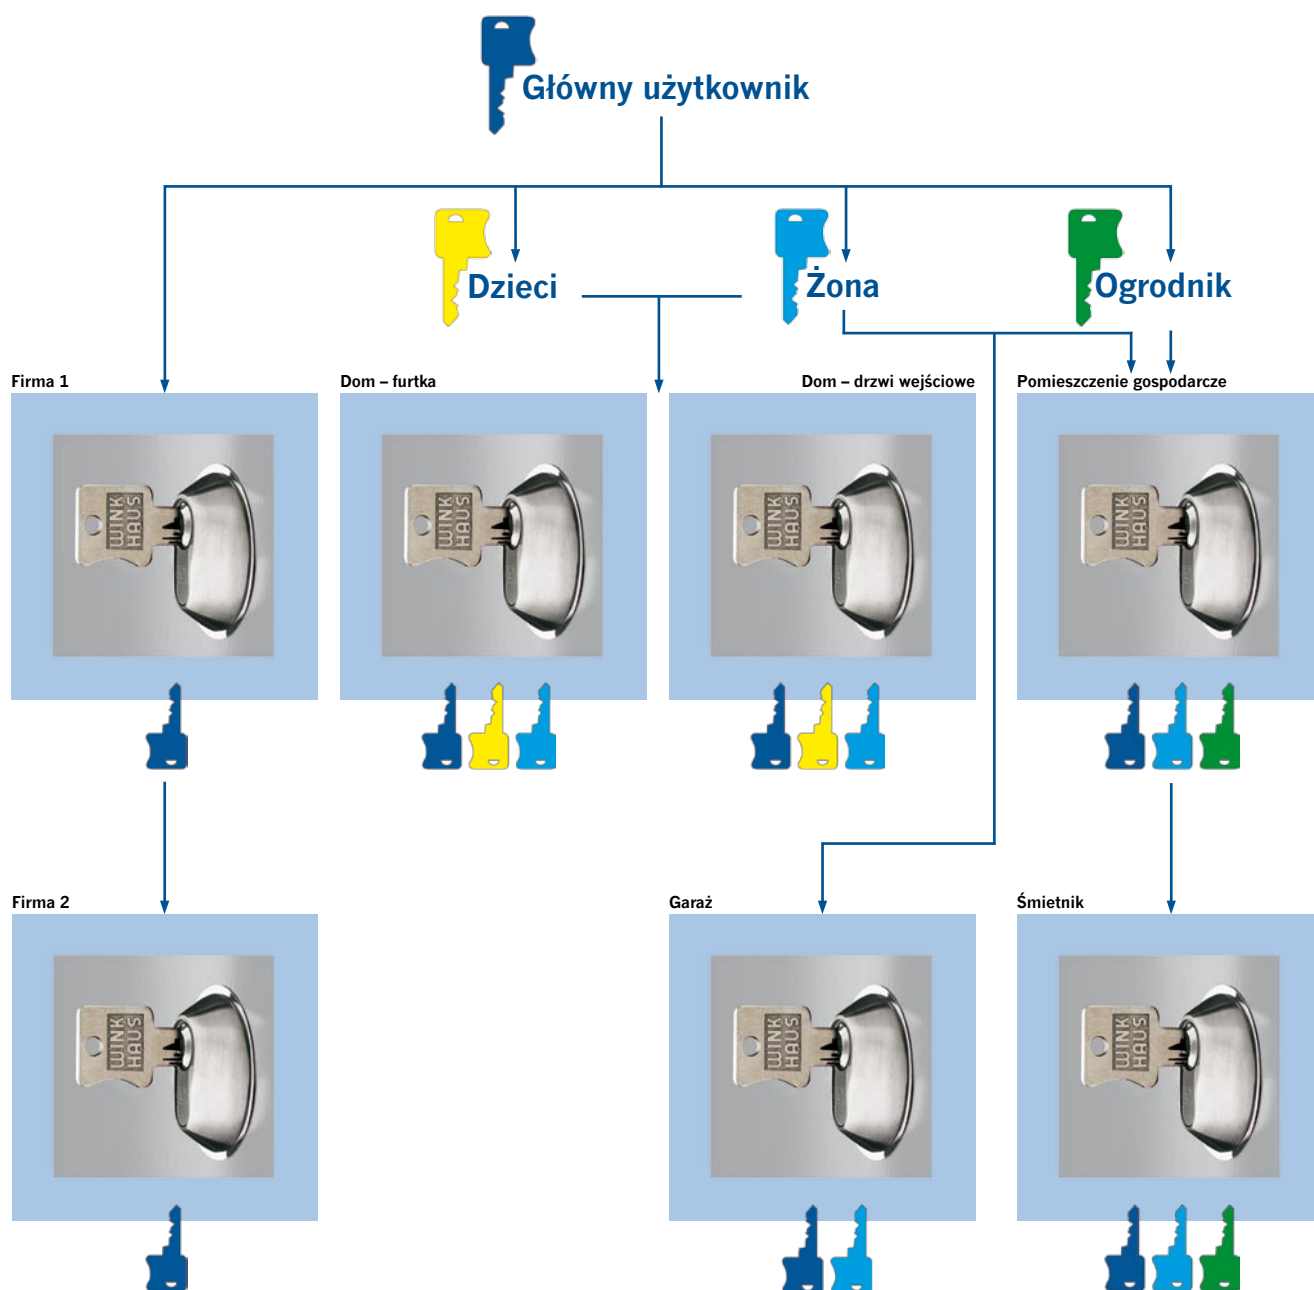 Główny użytkownik
Dzieci
Żona
Ogrodnik
Firma 1
Dom – furtka
Dom – drzwi wejściowe
Pomieszczenie gospodarcze
WINK
HAUS
WINK
HAUS
WINK
HAUS
WINK
HAUS
Firma 2
Garaż
Śmietnik
WINK
HAUS
WINK
HAUS
WINK
HAUS